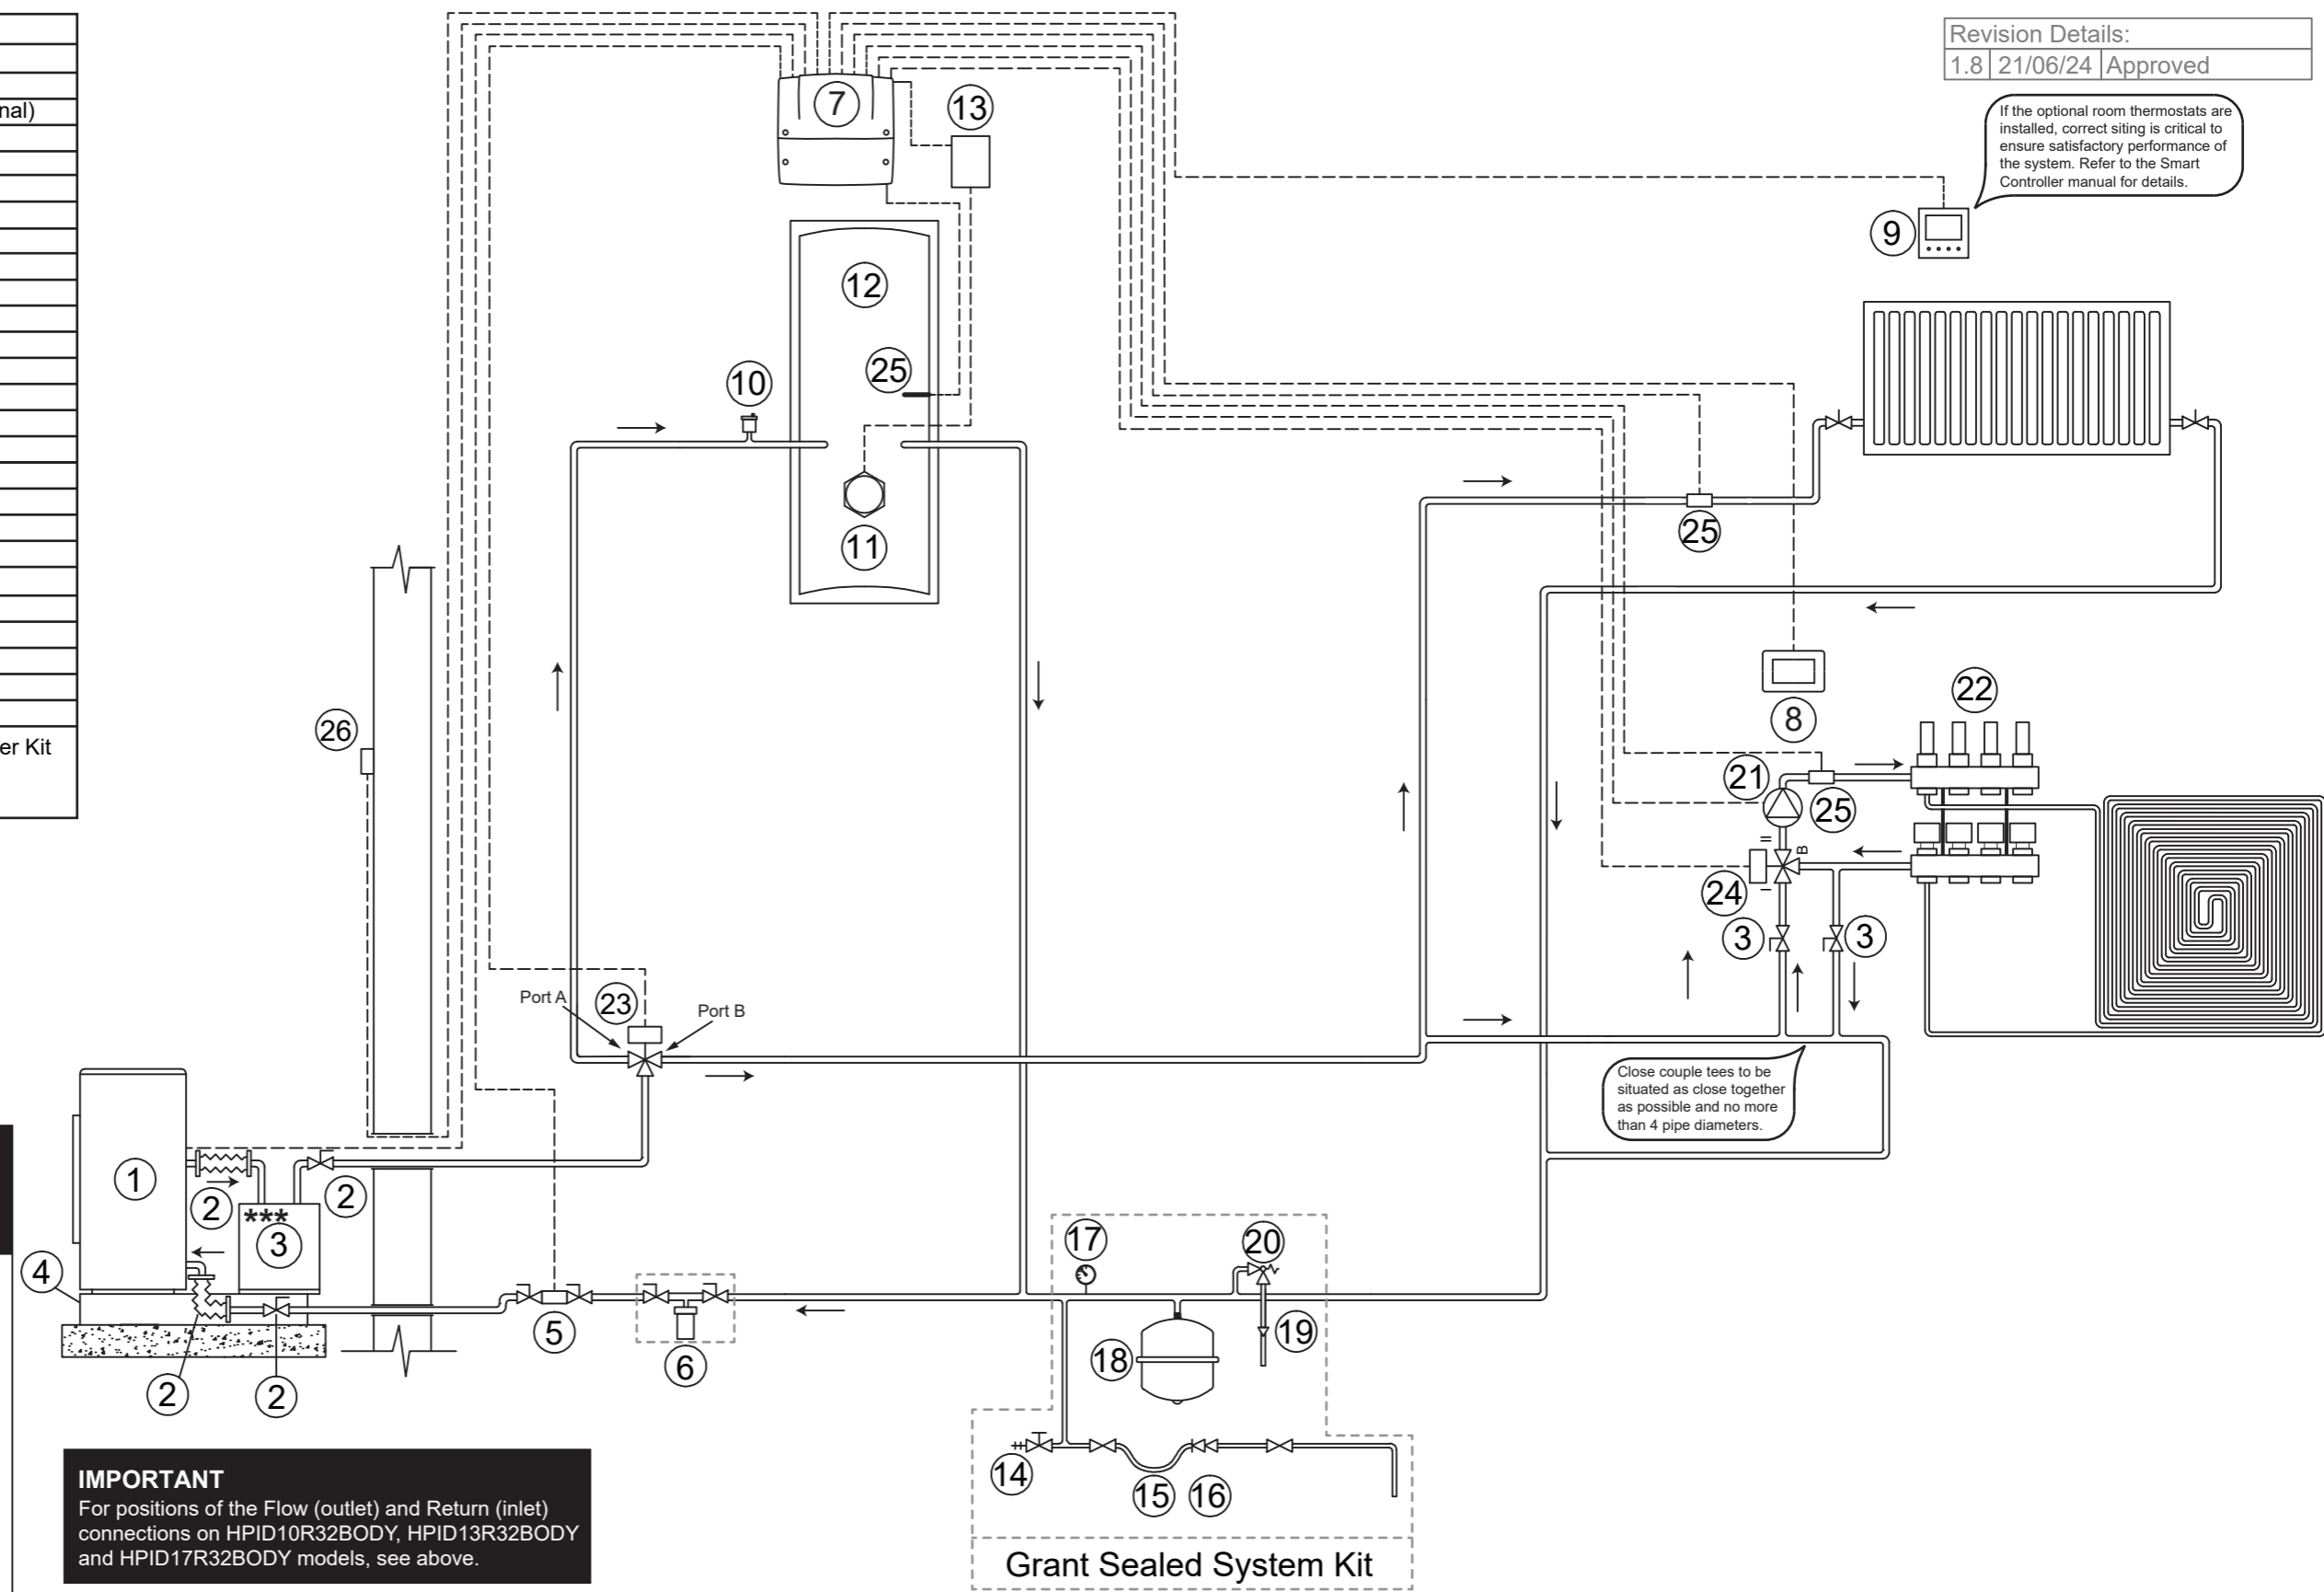 nal)
er Kit
Revision Details:
1.8 21/06/24 Approved
If the optional room thermostats are
installed, correct siting is critical to
ensure satisfactory performance of
the system. Refer to the Smart
Controller manual for details.
7
13
9
12
25
10
11
25
8
22
26
21
25
24
B
3
3
Port A
23
Port B
Close couple tees to be
situated as close together
as possible and no more
than 4 pipe diameters.
1
2
2
***
3
4
17
20
5
6
18
19
2
2
14
15
16
IMPORTANT
For positions of the Flow (outlet) and Return (inlet)
connections on HPID10R32BODY, HPID13R32BODY
and HPID17R32BODY models, see above.
Grant Sealed System Kit